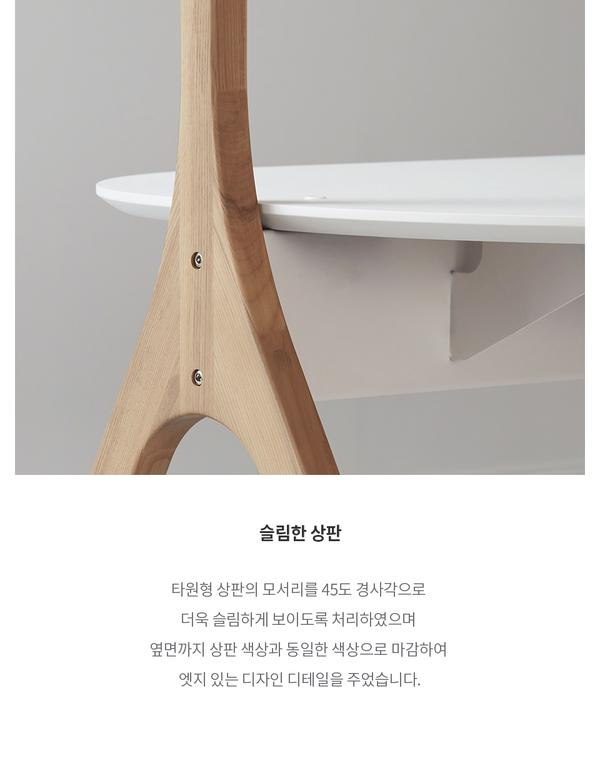 슬림한 상판
타원형 상판의 모서리를 45도 경사각으로
더욱 슬림하게 보이도록 처리하였으며
옆면까지 상판 색상과 동일한 색상으로 마감하여
엣지 있는 디자인 디테일을 주었습니다.